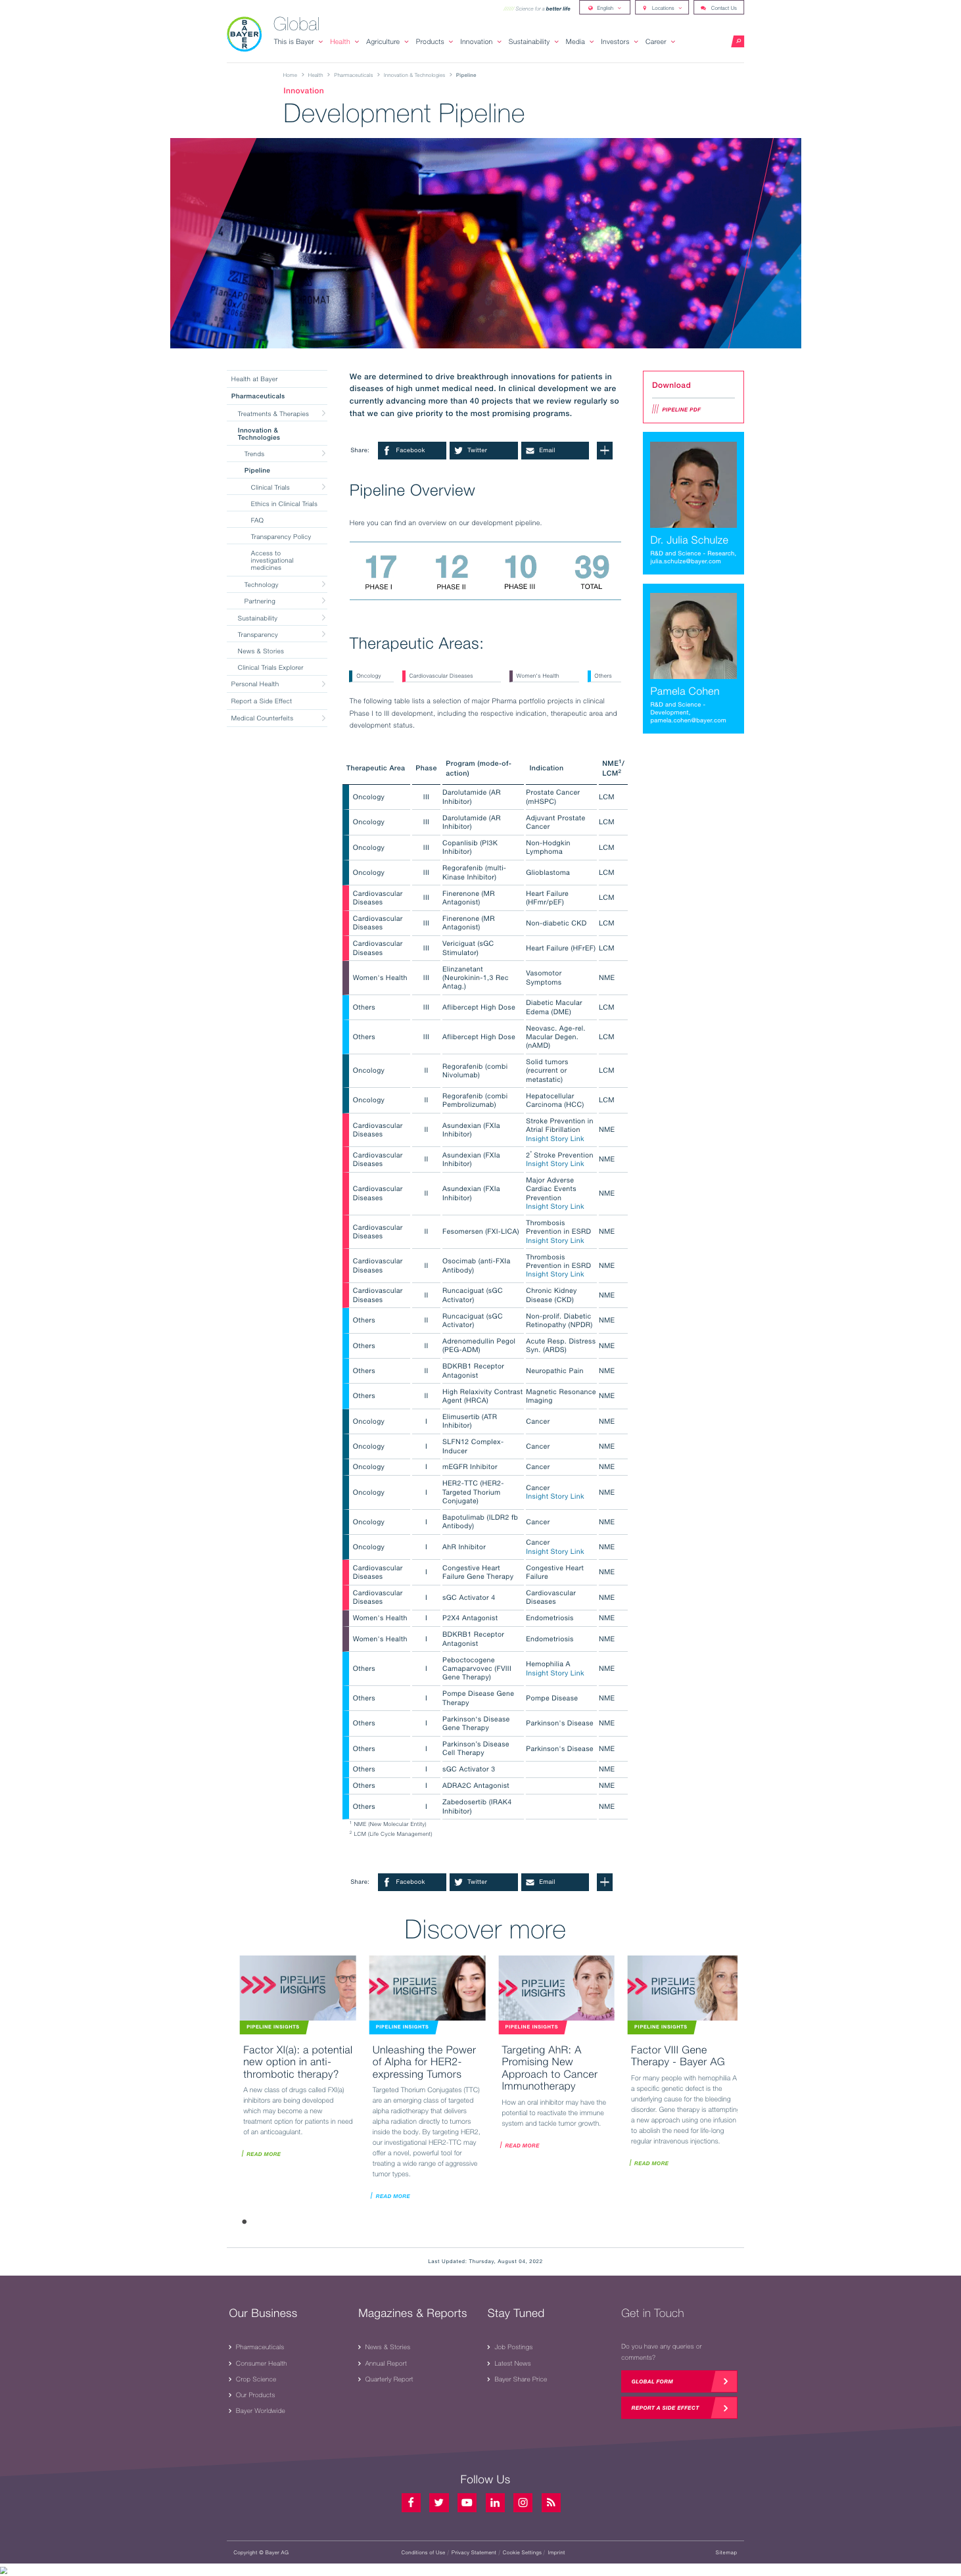 Science for a better life
English
Locations
Contact Us
BAYER
Global
This is Bayer
Health
Agriculture
Products
Innovation
Sustainability
Media
Investors
Career
Home > Health > Pharmaceuticals > Innovation & Technologies > Pipeline
Innovation
Development Pipeline
Health at Bayer
Pharmaceuticals
Treatments & Therapies
Innovation &
Technologies
Trends
Pipeline
Clinical Trials
Ethics in Clinical Trials
FAQ
Transparency Policy
Access to
investigational
medicines
Technology
Partnering
Sustainability
Transparency
News & Stories
Clinical Trials Explorer
Personal Health
Report a Side Effect
Medical Counterfeits
We are determined to drive breakthrough innovations for patients in
diseases of high unmet medical need. In clinical development we are
currently advancing more than 40 projects that we review regularly so
that we can give priority to the most promising programs.
Share: Facebook Twitter Email
Pipeline Overview
Here you can find an overview on our development pipeline.
17 12 10 39
PHASE I PHASE II PHASE III TOTAL
Therapeutic Areas:
Oncology Cardiovascular Diseases Women's Health Others
The following table lists a selection of major Pharma portfolio projects in clinical
Phase I to III development, including the respective indication, therapeutic area and
development status.
Download
PIPELINE PDF
Dr. Julia Schulze
R&D and Science - Research,
julia.schulze@bayer.com
Pamela Cohen
R&D and Science -
Development,
pamela.cohen@bayer.com
Therapeutic Area Phase Program (mode-of-action) Indication NME1/ LCM2
Oncology III Darolutamide (AR Inhibitor) Prostate Cancer (mHSPC) LCM
Oncology III Darolutamide (AR Inhibitor) Adjuvant Prostate Cancer LCM
Oncology III Copanlisib (PI3K Inhibitor) Non-Hodgkin Lymphoma LCM
Oncology III Regorafenib (multi-Kinase Inhibitor) Glioblastoma LCM
Cardiovascular Diseases III Finerenone (MR Antagonist) Heart Failure (HFmr/pEF) LCM
Cardiovascular Diseases III Finerenone (MR Antagonist) Non-diabetic CKD LCM
Cardiovascular Diseases III Vericiguat (sGC Stimulator) Heart Failure (HFrEF) LCM
Women's Health III Elinzanetant (Neurokinin-1,3 Rec Antag.) Vasomotor Symptoms NME
Others III Aflibercept High Dose Diabetic Macular Edema (DME) LCM
Others III Aflibercept High Dose Neovasc. Age-rel. Macular Degen. (nAMD) LCM
Oncology II Regorafenib (combi Nivolumab) Solid tumors (recurrent or metastatic) LCM
Oncology II Regorafenib (combi Pembrolizumab) Hepatocellular Carcinoma (HCC) LCM
Cardiovascular Diseases II Asundexian (FXIa Inhibitor) Stroke Prevention in Atrial Fibrillation Insight Story Link NME
Cardiovascular Diseases II Asundexian (FXIa Inhibitor) 2° Stroke Prevention Insight Story Link NME
Cardiovascular Diseases II Asundexian (FXIa Inhibitor) Major Adverse Cardiac Events Prevention Insight Story Link NME
Cardiovascular Diseases II Fesomersen (FXI-LICA) Thrombosis Prevention in ESRD Insight Story Link NME
Cardiovascular Diseases II Osocimab (anti-FXIa Antibody) Thrombosis Prevention in ESRD Insight Story Link NME
Cardiovascular Diseases II Runcaciguat (sGC Activator) Chronic Kidney Disease (CKD) NME
Others II Runcaciguat (sGC Activator) Non-prolif. Diabetic Retinopathy (NPDR) NME
Others II Adrenomedullin Pegol (PEG-ADM) Acute Resp. Distress Syn. (ARDS) NME
Others II BDKRB1 Receptor Antagonist Neuropathic Pain NME
Others II High Relaxivity Contrast Agent (HRCA) Magnetic Resonance Imaging NME
Oncology I Elimusertib (ATR Inhibitor) Cancer NME
Oncology I SLFN12 Complex-Inducer Cancer NME
Oncology I mEGFR Inhibitor Cancer NME
Oncology I HER2-TTC (HER2-Targeted Thorium Conjugate) Cancer Insight Story Link NME
Oncology I Bapotulimab (ILDR2 fb Antibody) Cancer NME
Oncology I AhR Inhibitor Cancer Insight Story Link NME
Cardiovascular Diseases I Congestive Heart Failure Gene Therapy Congestive Heart Failure NME
Cardiovascular Diseases I sGC Activator 4 Cardiovascular Diseases NME
Women's Health I P2X4 Antagonist Endometriosis NME
Women's Health I BDKRB1 Receptor Antagonist Endometriosis NME
Others I Peboctocogene Camaparvovec (FVIII Gene Therapy) Hemophilia A Insight Story Link NME
Others I Pompe Disease Gene Therapy Pompe Disease NME
Others I Parkinson's Disease Gene Therapy Parkinson's Disease NME
Others I Parkinson's Disease Cell Therapy Parkinson's Disease NME
Others I sGC Activator 3 NME
Others I ADRA2C Antagonist NME
Others I Zabedosertib (IRAK4 Inhibitor) NME
1 NME (New Molecular Entity)
2 LCM (Life Cycle Management)
Share: Facebook Twitter Email
Discover more
PIPELINE INSIGHTS
PIPELINE INSIGHTS
Factor XI(a): a potential
new option in anti-
thrombotic therapy?
A new class of drugs called FXI(a)
inhibitors are being developed
which may become a new
treatment option for patients in need
of an anticoagulant.
READ MORE
PIPELINE INSIGHTS
PIPELINE INSIGHTS
Unleashing the Power
of Alpha for HER2-
expressing Tumors
Targeted Thorium Conjugates (TTC)
are an emerging class of targeted
alpha radiotherapy that delivers
alpha radiation directly to tumors
inside the body. By targeting HER2,
our investigational HER2-TTC may
offer a novel, powerful tool for
treating a wide range of aggressive
tumor types.
READ MORE
PIPELINE INSIGHTS
PIPELINE INSIGHTS
Targeting AhR: A
Promising New
Approach to Cancer
Immunotherapy
How an oral inhibitor may have the
potential to reactivate the immune
system and tackle tumor growth.
READ MORE
PIPELINE INSIGHTS
PIPELINE INSIGHTS
Factor VIII Gene
Therapy - Bayer AG
For many people with hemophilia A
a specific genetic defect is the
underlying cause for the bleeding
disorder. Gene therapy is attemptin
a new approach using one infusion
to abolish the need for life-long
regular intravenous injections.
READ MORE
Last Updated: Thursday, August 04, 2022
Our Business
Pharmaceuticals
Consumer Health
Crop Science
Our Products
Bayer Worldwide
Magazines & Reports
News & Stories
Annual Report
Quarterly Report
Stay Tuned
Job Postings
Latest News
Bayer Share Price
Get in Touch
Do you have any queries or
comments?
GLOBAL FORM
REPORT A SIDE EFFECT
Follow Us
Copyright © Bayer AG
Conditions of Use / Privacy Statement / Cookie Settings / Imprint
Sitemap